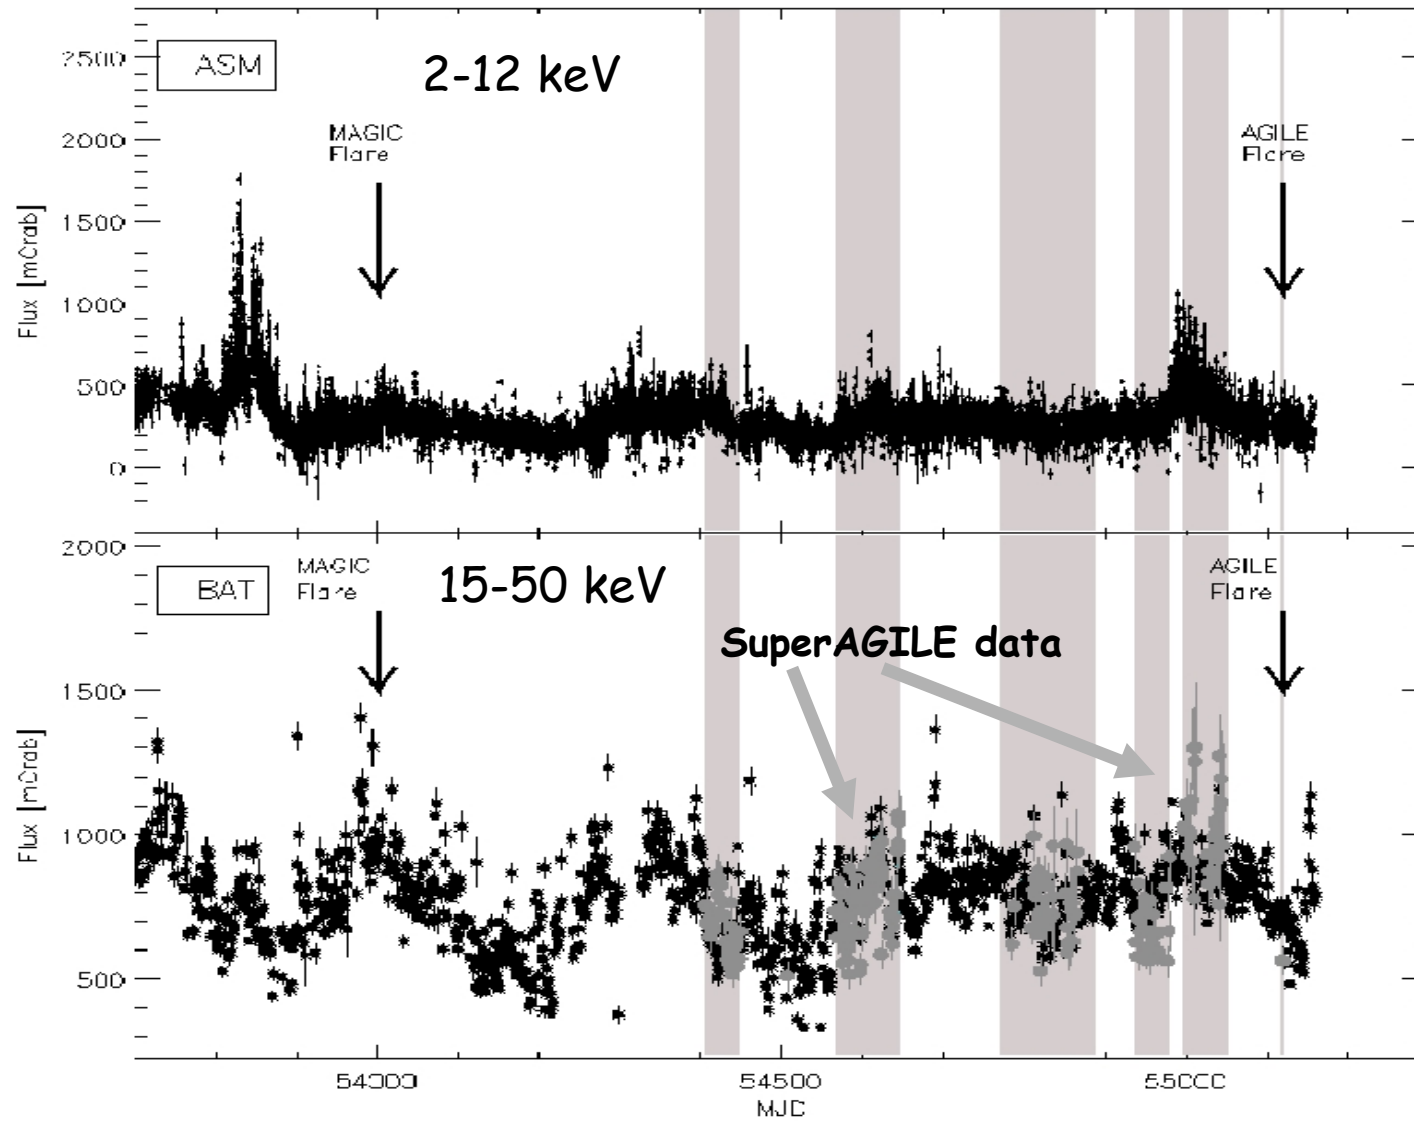 2500
ASM
2-12 keV
MAGIC
Flare
AGILE
Flare
2000
1500
1000
500
0
Flux [mCrab]
2000
BAT
MAGIC
Flare
15-50 keV
AGILE
Flare
SuperAGILE data
1500
1000
500
Flux [mCrab]
54000
54500
55000
MJD